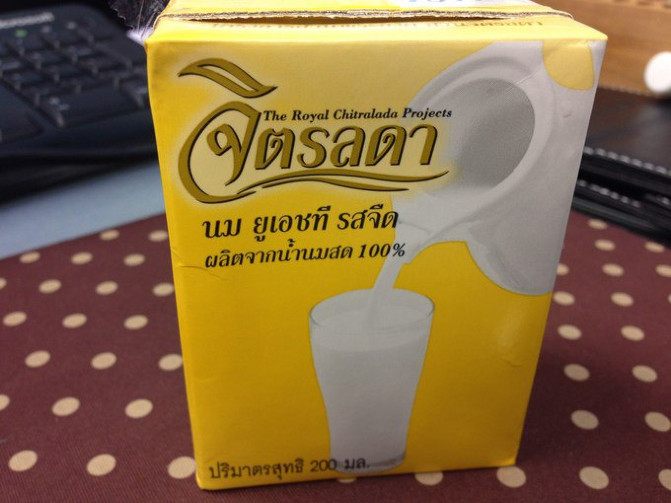 The Royal Chitralada Projects
จิตรลดา
นม ยูเอชที รสจืด
ผลิตจากน้ำนมสด 100%
ปริมาตรสุทธิ 200 มล.